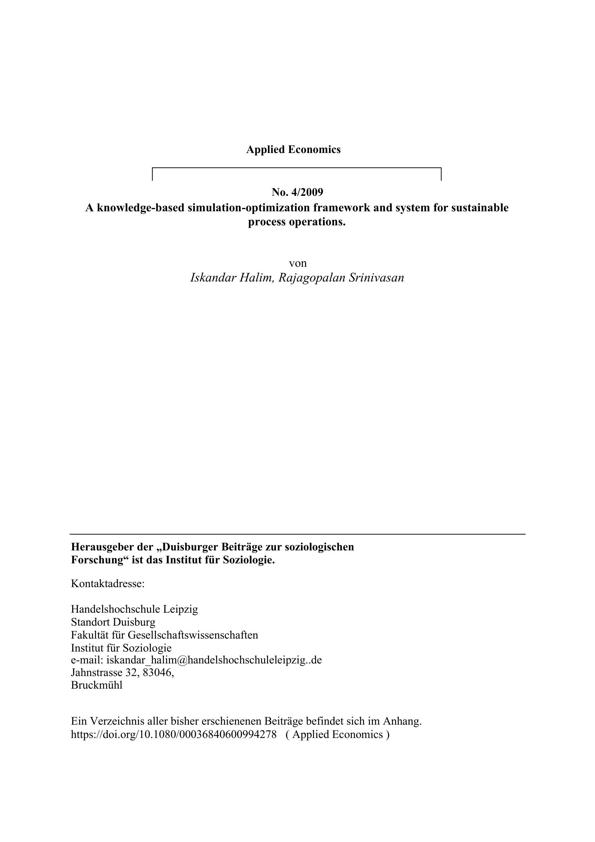 Applied Economics
No. 4/2009
A knowledge-based simulation-optimization framework and system for sustainable
process operations.
von
Iskandar Halim, Rajagopalan Srinivasan
Herausgeber der „Duisburger Beiträge zur soziologischen
Forschung“ ist das Institut für Soziologie.
Kontaktadresse:
Handelshochschule Leipzig
Standort Duisburg
Fakultät für Gesellschaftswissenschaften
Institut für Soziologie
e-mail: iskandar_halim@handelshochschuleleipzig..de
Jahnstrasse 32, 83046,
Bruckmühl
Ein Verzeichnis aller bisher erschienenen Beiträge befindet sich im Anhang.
https://doi.org/10.1080/00036840600994278 ( Applied Economics )